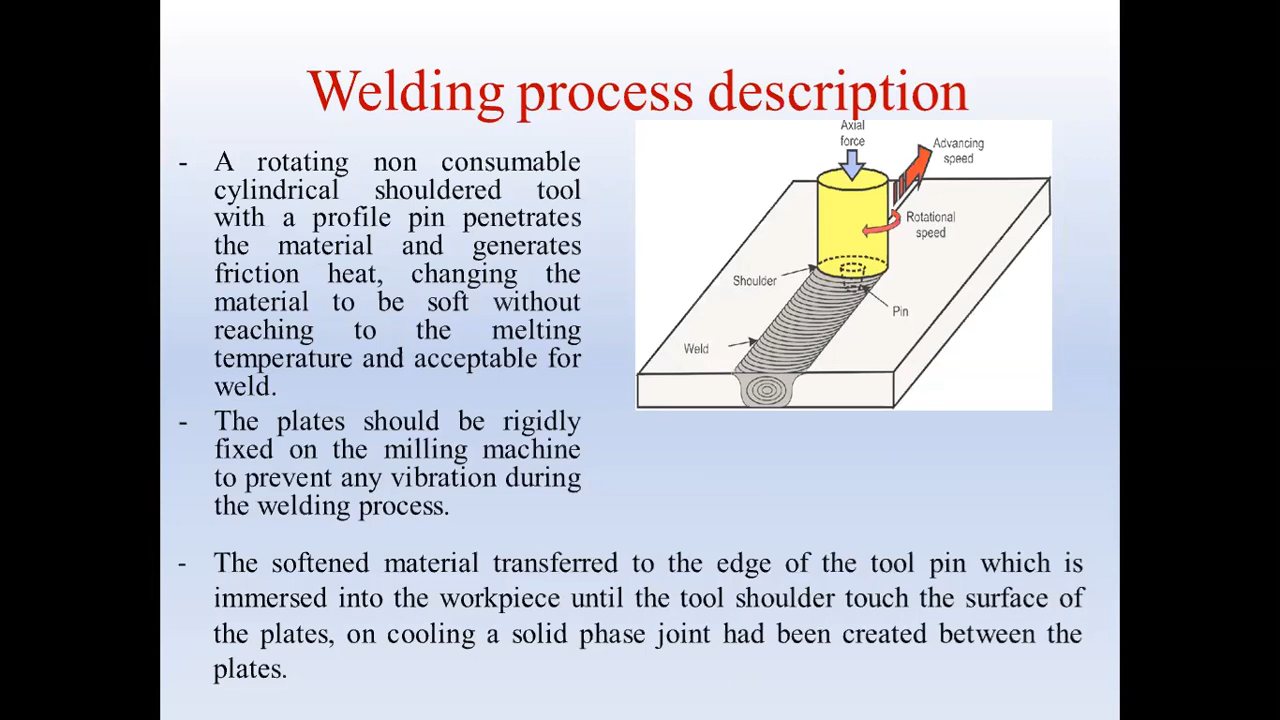 Welding process description
- A rotating non consumable
cylindrical shouldered tool
with a profile pin penetrates
the material and generates
friction heat, changing the
material to be soft without
reaching to the melting
temperature and acceptable for
weld.
- The plates should be rigidly
fixed on the milling machine
to prevent any vibration during
the welding process.
Axial
force
Advancing
speed
Rotational
speed
Shoulder
Pin
Weld
- The softened material transferred to the edge of the tool pin which is
immersed into the workpiece until the tool shoulder touch the surface of
the plates, on cooling a solid phase joint had been created between the
plates.